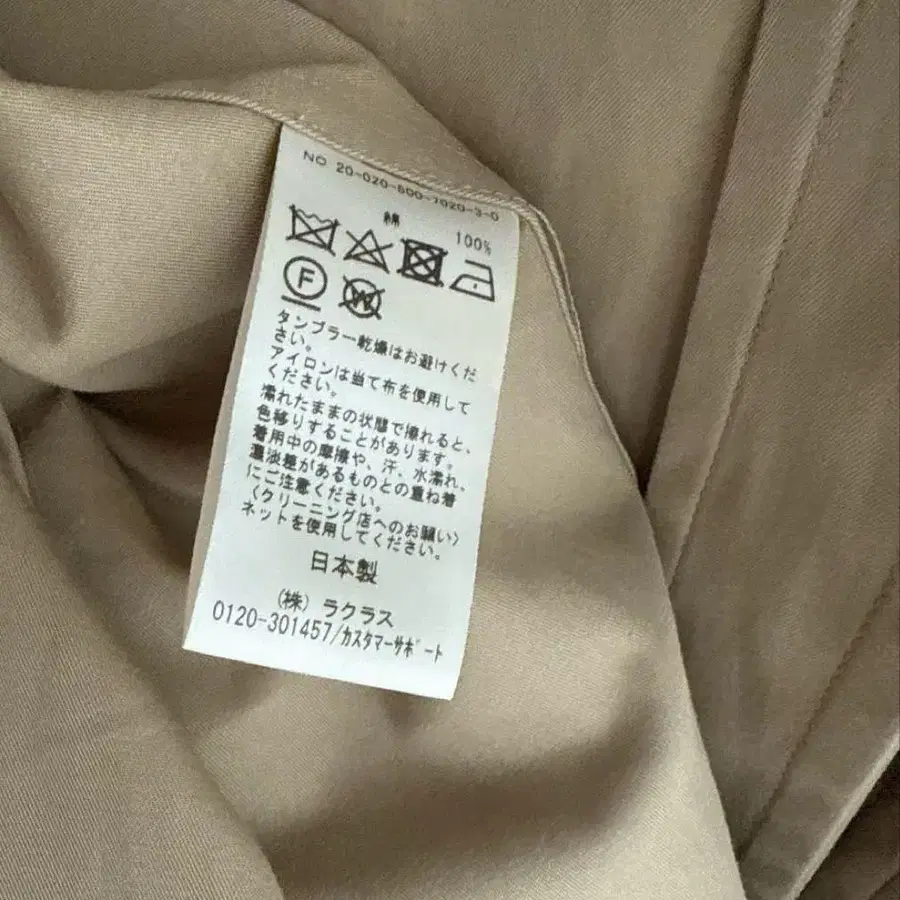 NO 20-020-600-7020-3-0
綿 100%
F
W
タンブラー乾燥はお避けくだ
さい。
アイロンは当て布を使用して
ください。
濡れたままの状態で擦れると、
色移りすることがあります。
着用中の摩擦や、汗、水濡れ、
濃淡差があるものとの重ね着
にご注意ください。
〈クリーニング店へのお願い〉
ネットを使用してください。
日本製
(株) ラクラス
0120-301457/カスタマーサポート